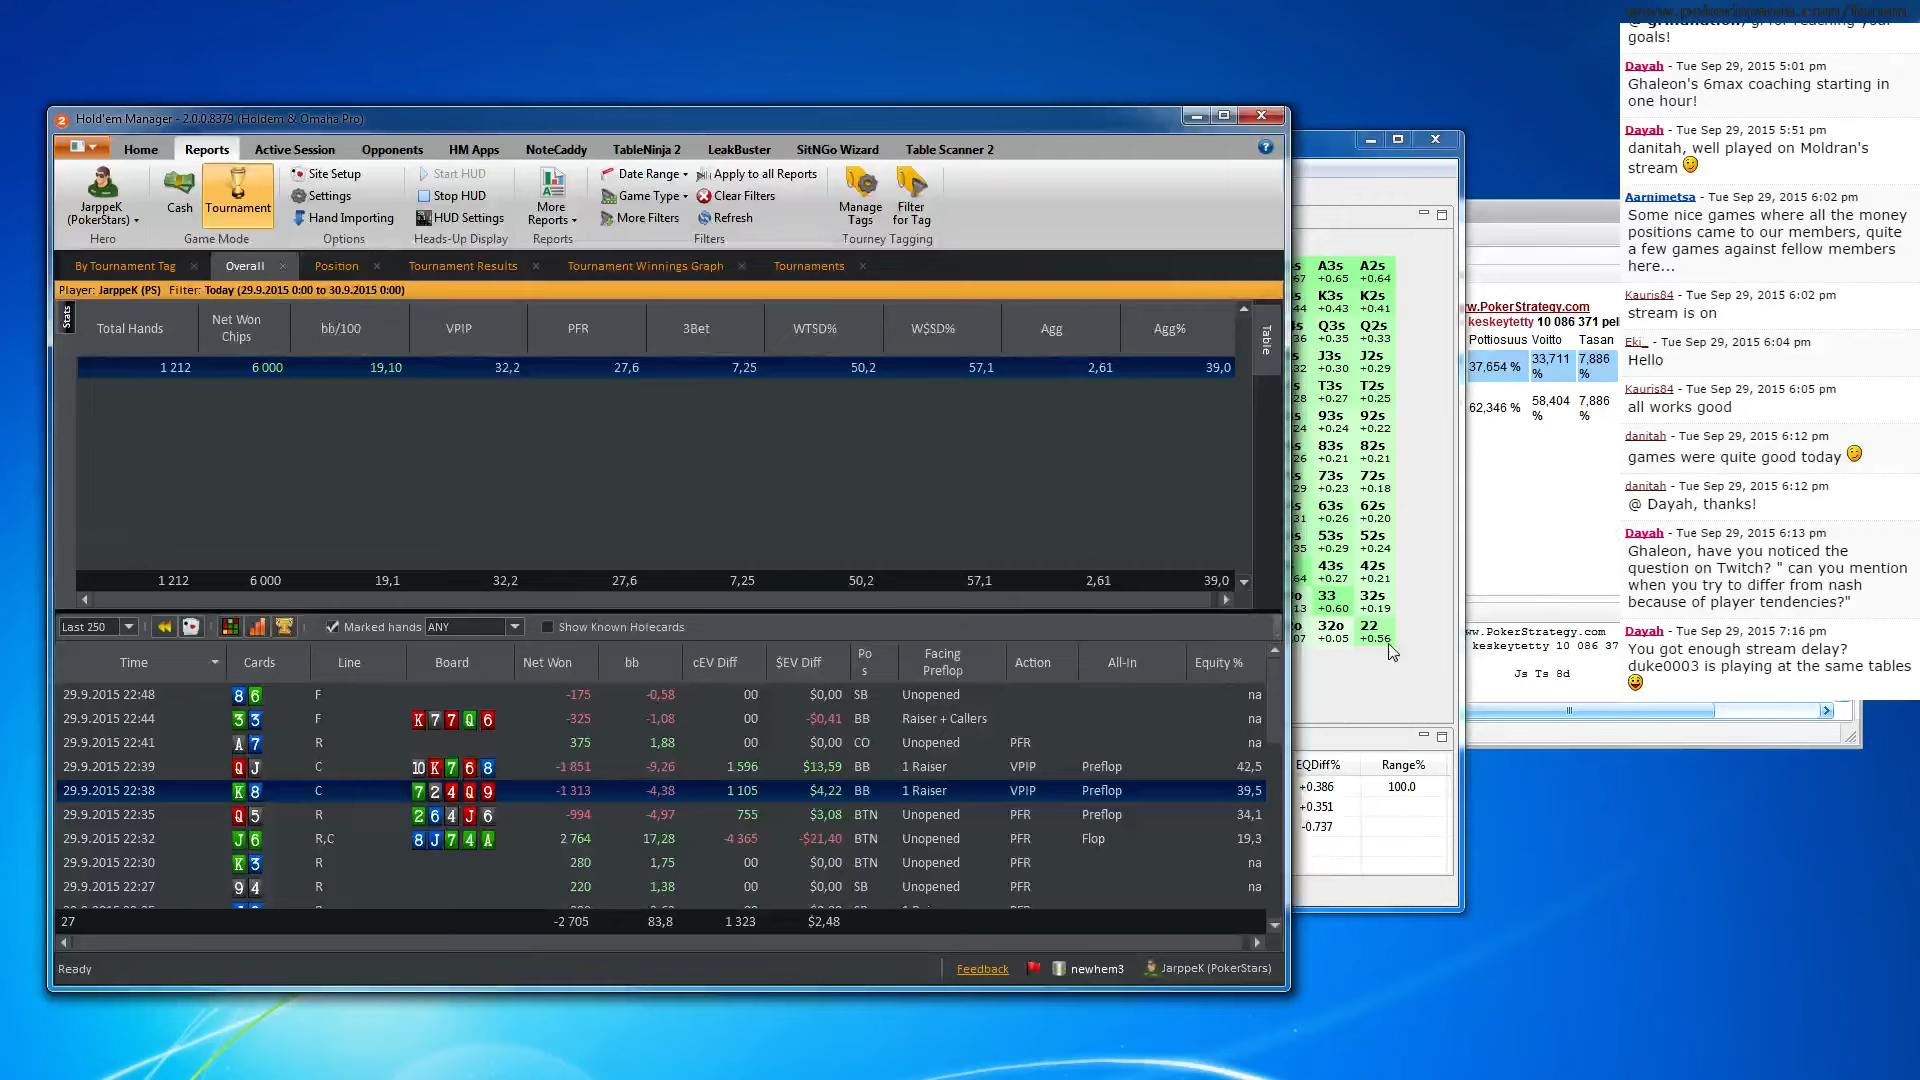 Hold'em Manager - 2.0.0.8379 (Holdem & Omaha Pro)
Home Reports Active Session Opponents HM Apps NoteCaddy TableNinja 2 LeakBuster SitNGo Wizard Table Scanner 2
JarppeK (PokerStars)
Hero
Cash
Tournament
Game Mode
Site Setup
Settings
Hand Importing
Options
Start HUD
Stop HUD
HUD Settings
Heads-Up Display
More Reports
Reports
Date Range
Game Type
More Filters
Apply to all Reports
Clear Filters
Refresh
Filters
Manage Tags
Filter for Tag
Tourney Tagging
By Tournament Tag Overall Position Tournament Results Tournament Winnings Graph Tournaments
Player: JarppeK (PS) Filter: Today (29.9.2015 0:00 to 30.9.2015 0:00)
Stats
Table
Total Hands Net Won Chips bb/100 VPIP PFR 3Bet WTSD% W$SD% Agg Agg%
1 212 6 000 19,10 32,2 27,6 7,25 50,2 57,1 2,61 39,0
1 212 6 000 19,1 32,2 27,6 7,25 50,2 57,1 2,61 39,0
Last 250 Marked hands ANY Show Known Holecards
Time Cards Line Board Net Won bb cEV Diff $EV Diff Pos Facing Preflop Action All-In Equity %
29.9.2015 22:48 8 6 F -175 -0,58 00 $0,00 SB Unopened na
29.9.2015 22:44 3 3 F K 7 7 Q 6 -325 -1,08 00 -$0,41 BB Raiser + Callers na
29.9.2015 22:41 A 7 R 375 1,88 00 $0,00 CO Unopened PFR na
29.9.2015 22:39 Q J C 10 K 7 6 8 -1 851 -9,26 1 596 $13,59 BB 1 Raiser VPIP Preflop 42,5
29.9.2015 22:38 K 8 C 7 2 4 Q 9 -1 313 -4,38 1 105 $4,22 BB 1 Raiser VPIP Preflop 39,5
29.9.2015 22:35 Q 5 R 2 6 4 J 6 -994 -4,97 755 $3,08 BTN Unopened PFR Preflop 34,1
29.9.2015 22:32 J 6 R,C 8 J 7 4 A 2 764 17,28 -4 365 -$21,40 BTN Unopened PFR Flop 19,3
29.9.2015 22:30 K 3 R 280 1,75 00 $0,00 BTN Unopened PFR na
29.9.2015 22:27 9 4 R 220 1,38 00 $0,00 SB Unopened PFR na
27 -2 705 83,8 1 323 $2,48
Ready
Feedback newhem3 JarppeK (PokerStars)
A3s A2s
+0.65 +0.64
K3s K2s
+0.43 +0.41
Q3s Q2s
+0.35 +0.33
J3s J2s
+0.30 +0.29
T3s T2s
+0.27 +0.25
93s 92s
+0.24 +0.22
83s 82s
+0.21 +0.21
73s 72s
+0.23 +0.18
63s 62s
+0.26 +0.20
53s 52s
+0.29 +0.24
43s 42s
+0.27 +0.21
33 32s
+0.60 +0.19
32o 22
+0.05 +0.56
EQDiff% Range%
+0.386 100.0
+0.351
-0.737
w.PokerStrategy.com
keskeytetty 10 086 371 pel
Pottiosuus Voitto Tasan
37,654 % 33,711 % 7,886 %
62,346 % 58,404 % 7,886 %
w.PokerStrategy.com
keskeytetty 10 086 37
Js Ts 8d
goals!
Dayah - Tue Sep 29, 2015 5:01 pm
Ghaleon's 6max coaching starting in
one hour!
Dayah - Tue Sep 29, 2015 5:51 pm
danitah, well played on Moldran's
stream
Aarnimetsa - Tue Sep 29, 2015 6:02 pm
Some nice games where all the money
positions came to our members, quite
a few games against fellow members
here...
Kauris84 - Tue Sep 29, 2015 6:02 pm
stream is on
Eki_ - Tue Sep 29, 2015 6:04 pm
Hello
Kauris84 - Tue Sep 29, 2015 6:05 pm
all works good
danitah - Tue Sep 29, 2015 6:12 pm
games were quite good today
danitah - Tue Sep 29, 2015 6:12 pm
@ Dayah, thanks!
Dayah - Tue Sep 29, 2015 6:13 pm
Ghaleon, have you noticed the
question on Twitch? " can you mention
when you try to differ from nash
because of player tendencies?"
Dayah - Tue Sep 29, 2015 7:16 pm
You got enough stream delay?
duke0003 is playing at the same tables